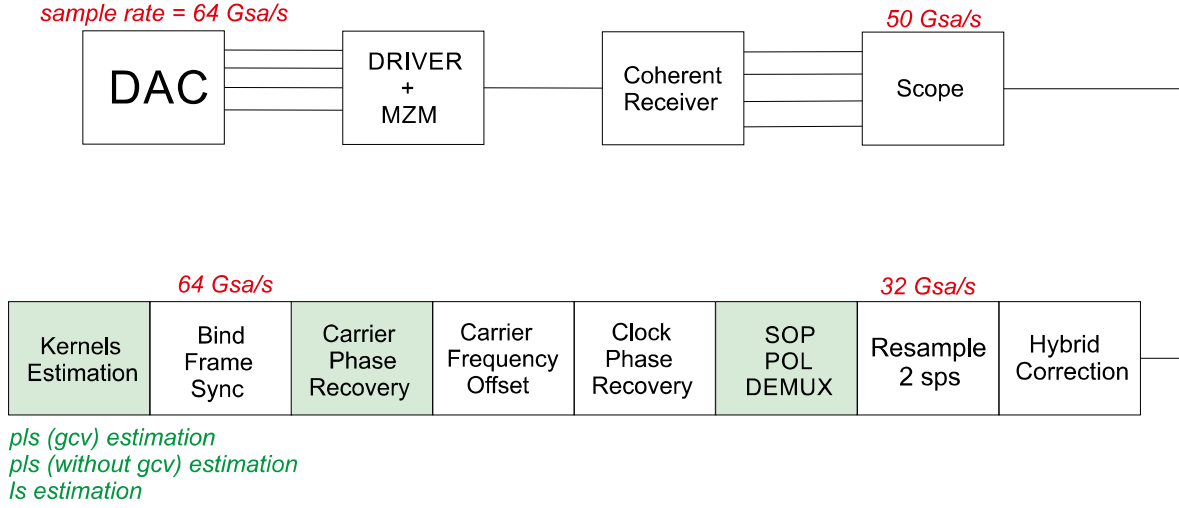 sample rate = 64 Gsa/s
50 Gsa/s
DAC
DRIVER
+
MZM
Coherent
Receiver
Scope
64 Gsa/s
32 Gsa/s
Kernels
Estimation
Bind
Frame
Sync
Carrier
Phase
Recovery
Carrier
Frequency
Offset
Clock
Phase
Recovery
SOP
POL
DEMUX
Resample
2 sps
Hybrid
Correction
pls (gcv) estimation
pls (without gcv) estimation
ls estimation